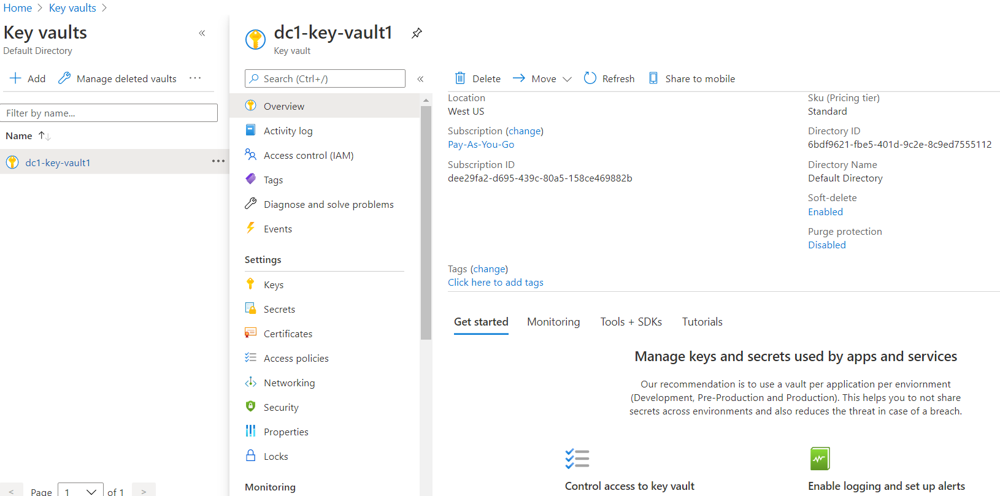 Home > Key vaults >
Key vaults
Default Directory
Add
Manage deleted vaults
Filter by name...
Name
dc1-key-vault1
Page 1 of 1
dc1-key-vault1
Key vault
Search (Ctrl+/)
Overview
Activity log
Access control (IAM)
Tags
Diagnose and solve problems
Events
Settings
Keys
Secrets
Certificates
Access policies
Networking
Security
Properties
Locks
Monitoring
Delete
Move
Refresh
Share to mobile
Location
West US
Subscription (change)
Pay-As-You-Go
Subscription ID
dee29fa2-d695-439c-80a5-158ce469882b
Sku (Pricing tier)
Standard
Directory ID
6bdf9621-fbe5-401d-9c2e-8c9ed7555112
Directory Name
Default Directory
Soft-delete
Enabled
Purge protection
Disabled
Tags (change)
Click here to add tags
Get started
Monitoring
Tools + SDKs
Tutorials
Manage keys and secrets used by apps and services
Our recommendation is to use a vault per application per enviornment
(Development, Pre-Production and Production). This helps you to not share
secrets across environments and also reduces the threat in case of a breach.
Control access to key vault
Enable logging and set up alerts